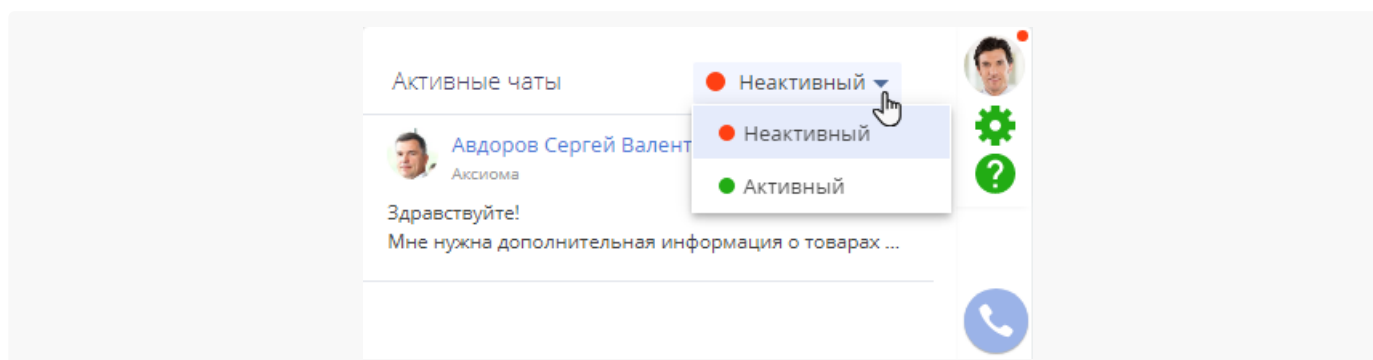 Активные чаты
Неактивный
Неактивный
Авдоров Сергей Валент
Активный
Аксиома
Здравствуйте!
Мне нужна дополнительная информация о товарах ...
?